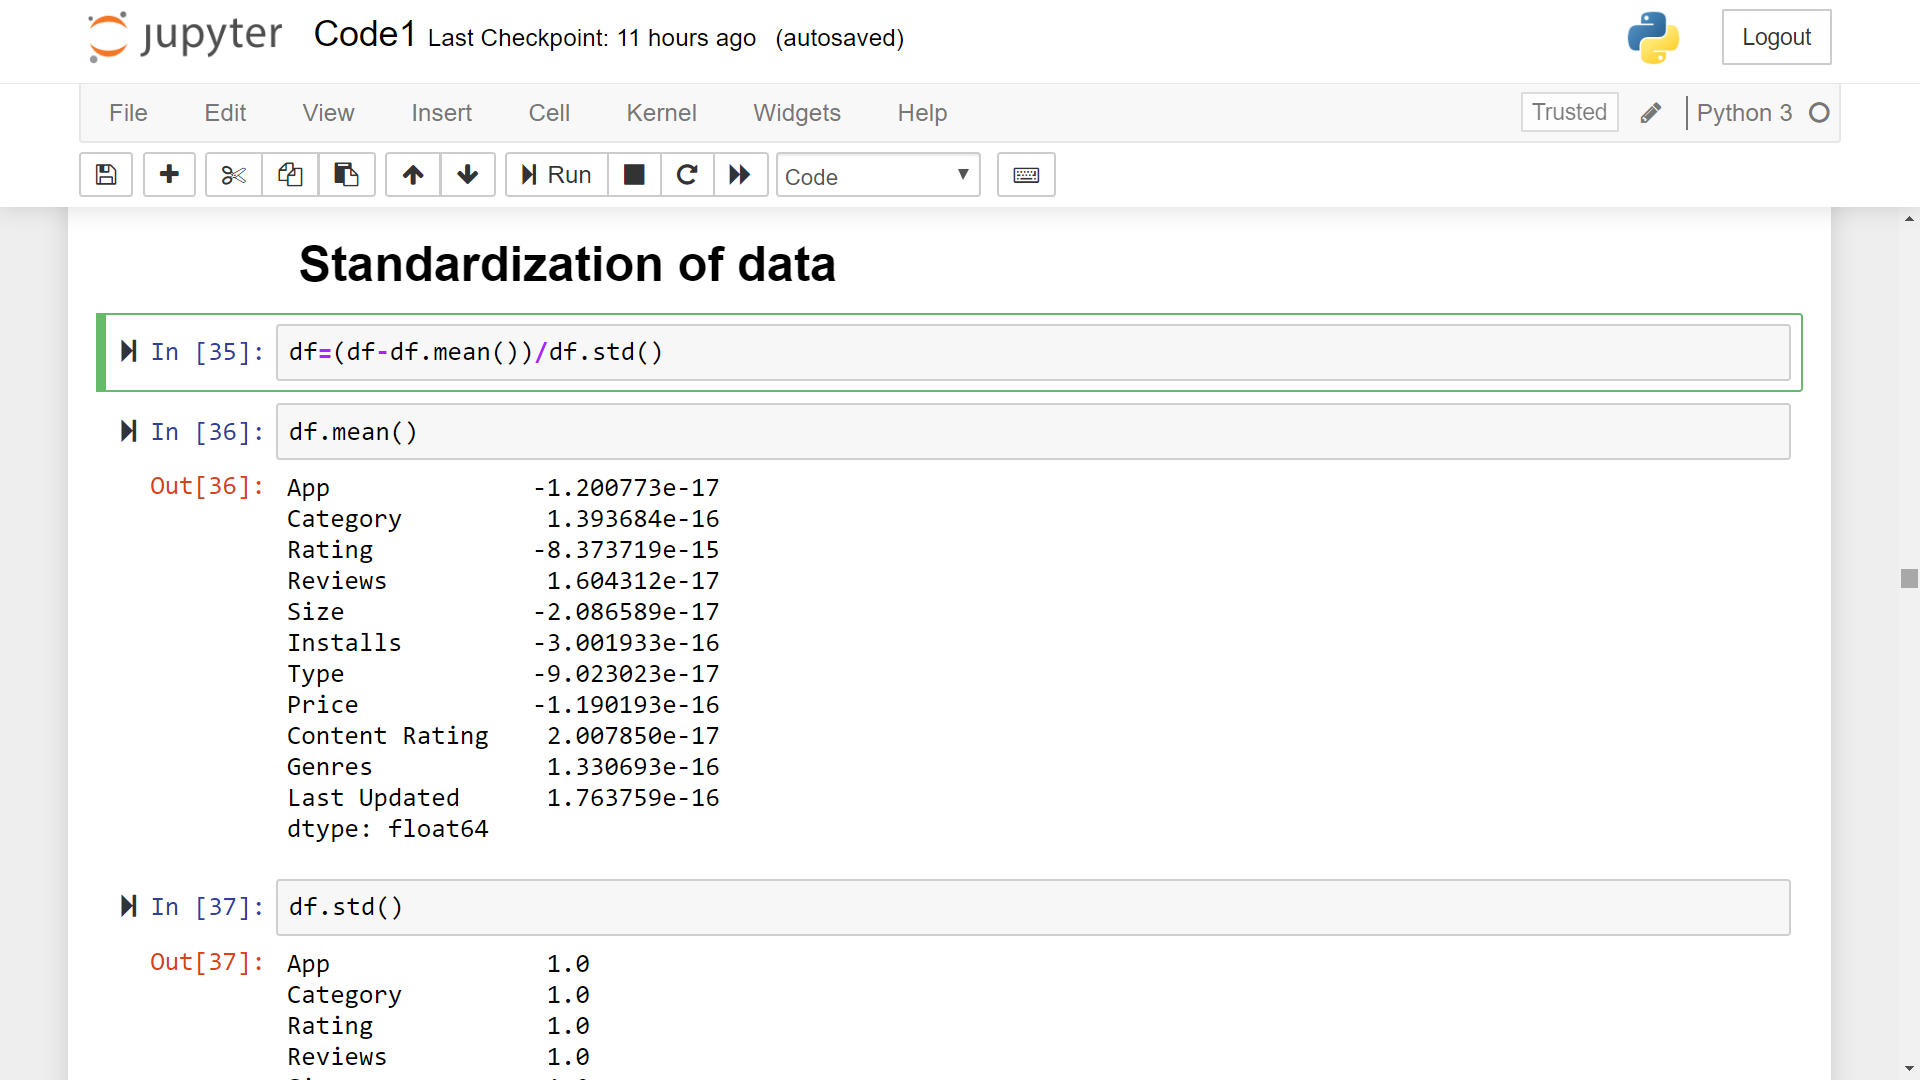 jupyter Code1 Last Checkpoint: 11 hours ago (autosaved) Logout
File Edit View Insert Cell Kernel Widgets Help Trusted Python 3
Run Code
Standardization of data
In [35]: df=(df-df.mean())/df.std()
In [36]: df.mean()
Out[36]: App -1.200773e-17
Category 1.393684e-16
Rating -8.373719e-15
Reviews 1.604312e-17
Size -2.086589e-17
Installs -3.001933e-16
Type -9.023023e-17
Price -1.190193e-16
Content Rating 2.007850e-17
Genres 1.330693e-16
Last Updated 1.763759e-16
dtype: float64
In [37]: df.std()
Out[37]: App 1.0
Category 1.0
Rating 1.0
Reviews 1.0